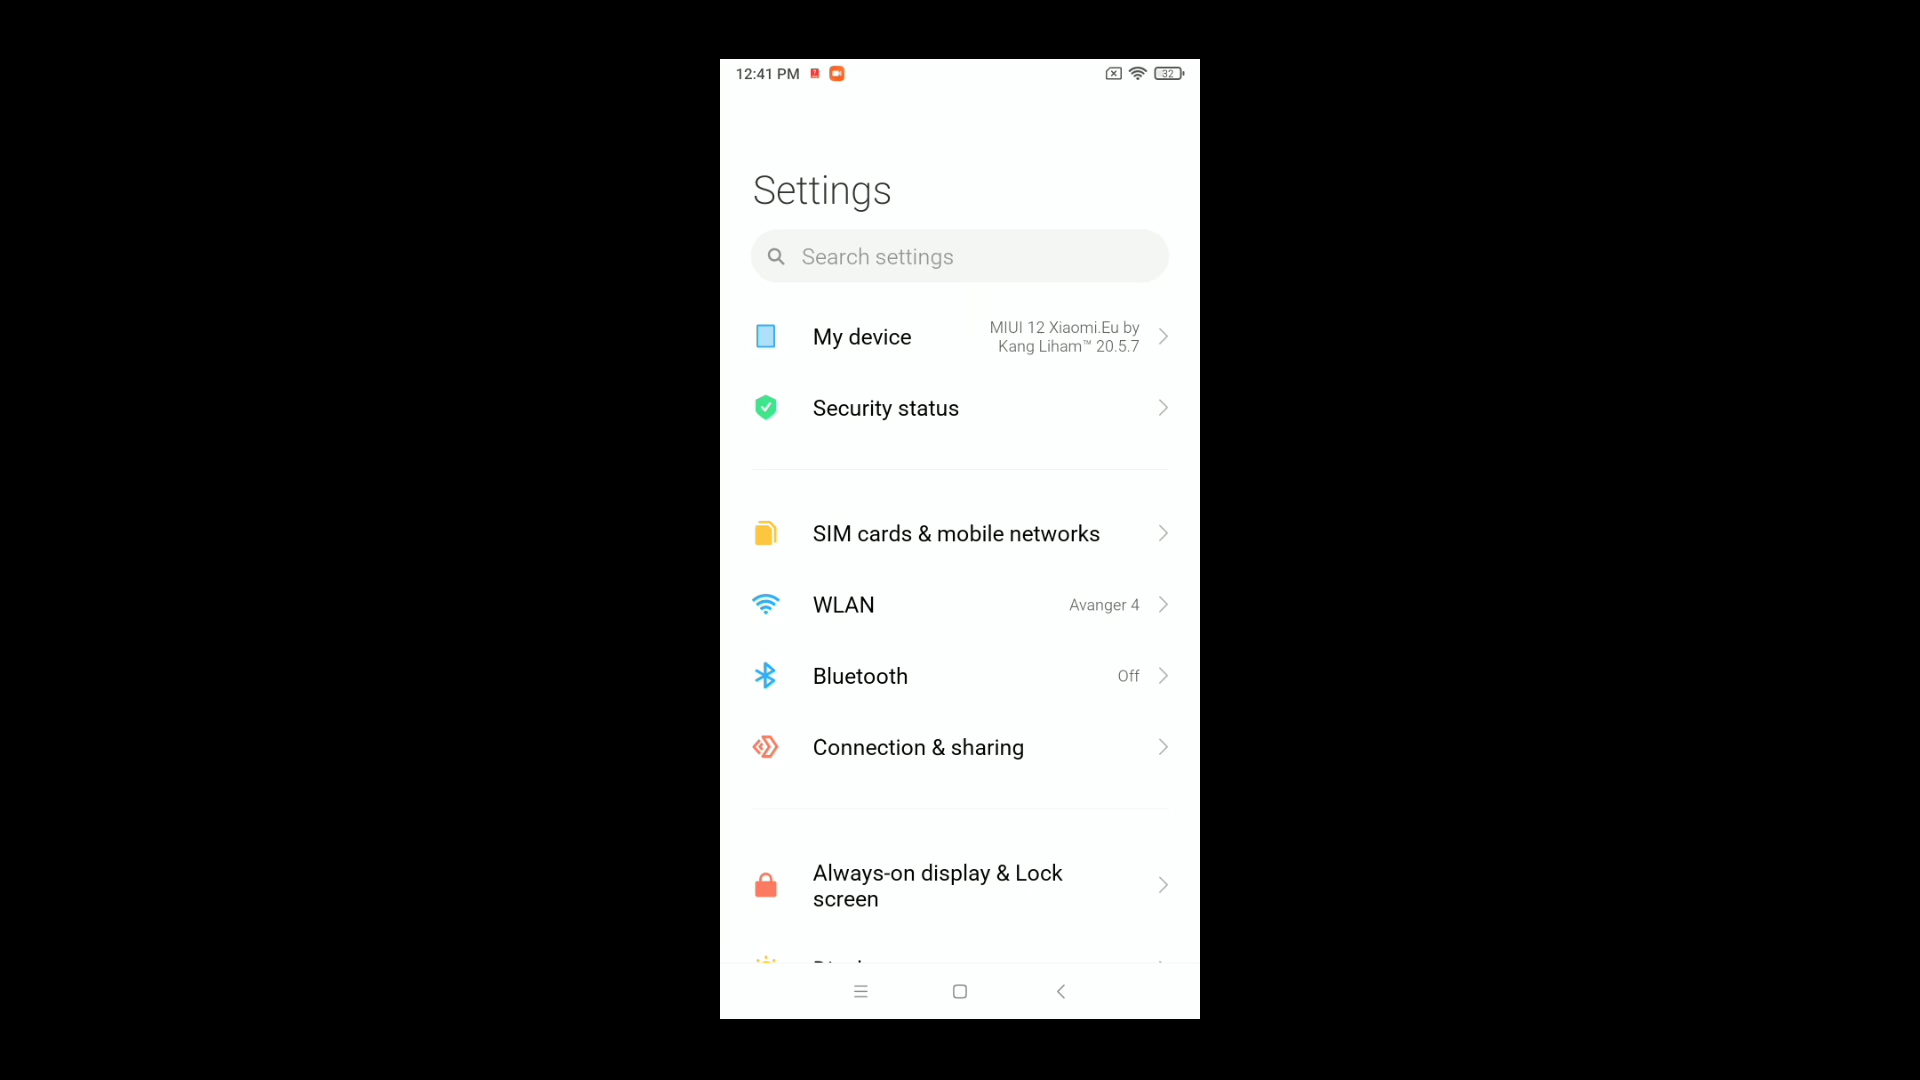 12:41 PM
32
Settings
Search settings
My device
MIUI 12 Xiaomi.Eu by
Kang Liham™ 20.5.7
Security status
SIM cards & mobile networks
WLAN
Avanger 4
Bluetooth
Off
Connection & sharing
Always-on display & Lock
screen